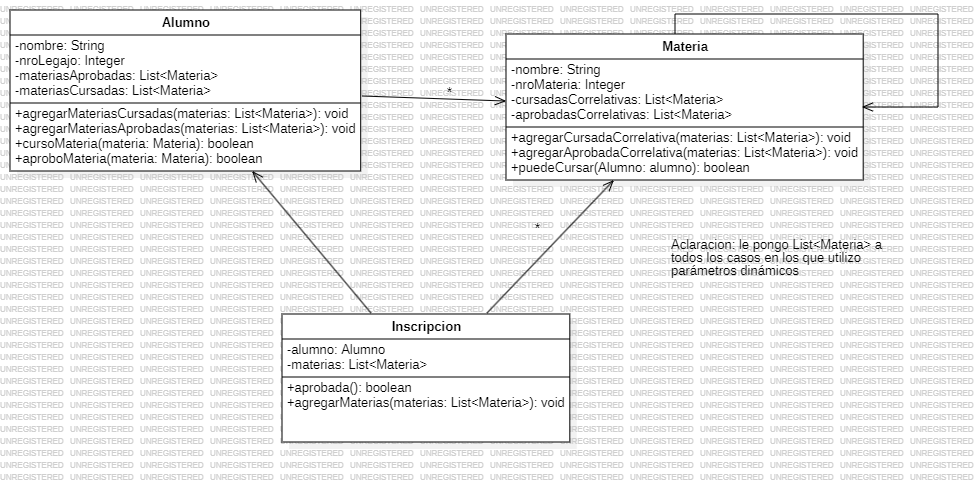 Alumno
-nombre: String
-nroLegajo: Integer
-materiasAprobadas: List<Materia>
-materiasCursadas: List<Materia>
+agregarMateriasCursadas(materias: List<Materia>): void
+agregarMateriasAprobadas(materias: List<Materia>): void
+cursoMateria(materia: Materia): boolean
+aproboMateria(materia: Materia): boolean
*
Materia
-nombre: String
-nroMateria: Integer
-cursadasCorrelativas: List<Materia>
-aprobadasCorrelativas: List<Materia>
+agregarCursadaCorrelativa(materias: List<Materia>): void
+agregarAprobadaCorrelativa(materias: List<Materia>): void
+puedeCursar(Alumno: alumno): boolean
*
Aclaracion: le pongo List<Materia> a
todos los casos en los que utilizo
parámetros dinámicos
Inscripcion
-alumno: Alumno
-materias: List<Materia>
+aprobada(): boolean
+agregarMaterias(materias: List<Materia>): void
UNREGISTERED